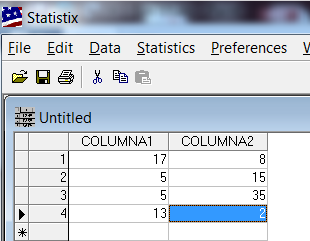 Statistix
File Edit Data Statistics Preferences
Untitled
COLUMNA1 COLUMNA2
1 17 8
2 5 15
3 5 35
4 13 2